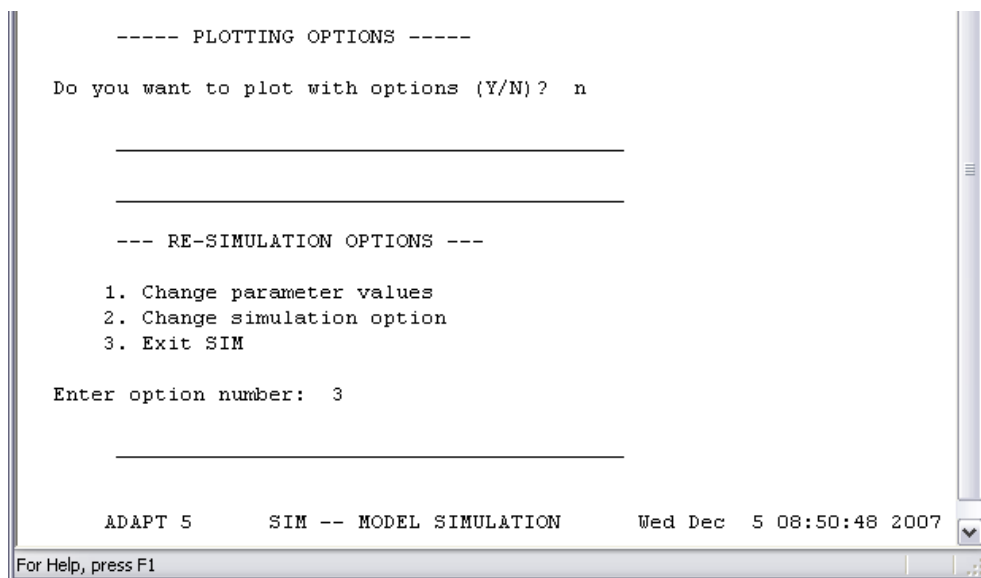 ----- PLOTTING OPTIONS -----
Do you want to plot with options (Y/N)? n
--- RE-SIMULATION OPTIONS ---
1. Change parameter values
2. Change simulation option
3. Exit SIM
Enter option number: 3
ADAPT 5 SIM -- MODEL SIMULATION Wed Dec 5 08:50:48 2007
For Help, press F1